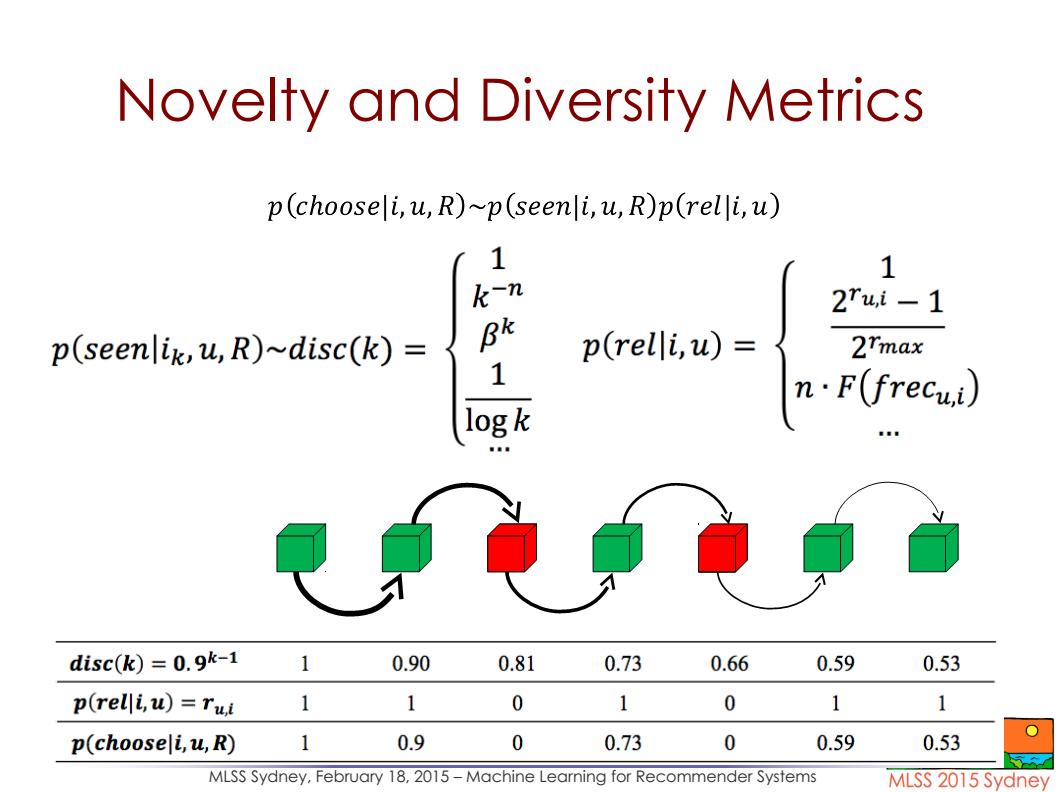 Novelty and Diversity Metrics
p(choose|i, u, R)~p(seen|i, u, R)p(rel|i, u)
p(seen|i_k, u, R)~disc(k) = { 1
k^{-n}
β^k
1 / log k
...
p(rel|i, u) = { 1
2^{r_{u,i}} − 1 / 2^{r_{max}}
n · F(frec_{u,i})
...
disc(k) = 0.9^{k−1} 1 0.90 0.81 0.73 0.66 0.59 0.53
p(rel|i, u) = r_{u,i} 1 1 0 1 0 1 1
p(choose|i, u, R) 1 0.9 0 0.73 0 0.59 0.53
MLSS Sydney, February 18, 2015 – Machine Learning for Recommender Systems
MLSS 2015 Sydney